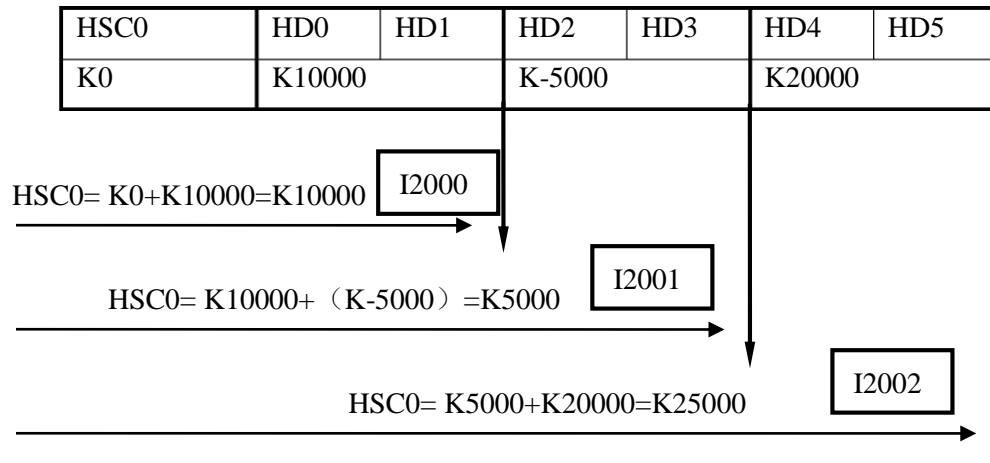 HSC0 HD0 HD1 HD2 HD3 HD4 HD5
K0 K10000 K-5000 K20000
I2000
HSC0= K0+K10000=K10000
I2001
HSC0= K10000+（K-5000）=K5000
I2002
HSC0= K5000+K20000=K25000